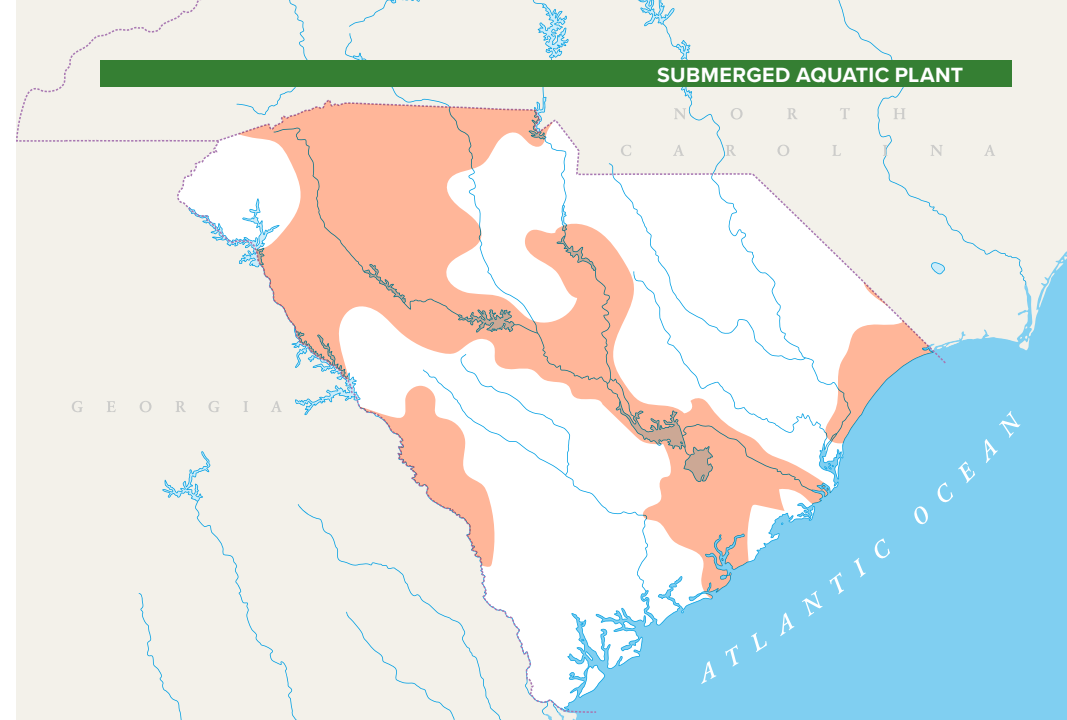 SUBMERGED AQUATIC PLANT
NORTH
CAROLINA
GEORGIA
ATLANTIC OCEAN